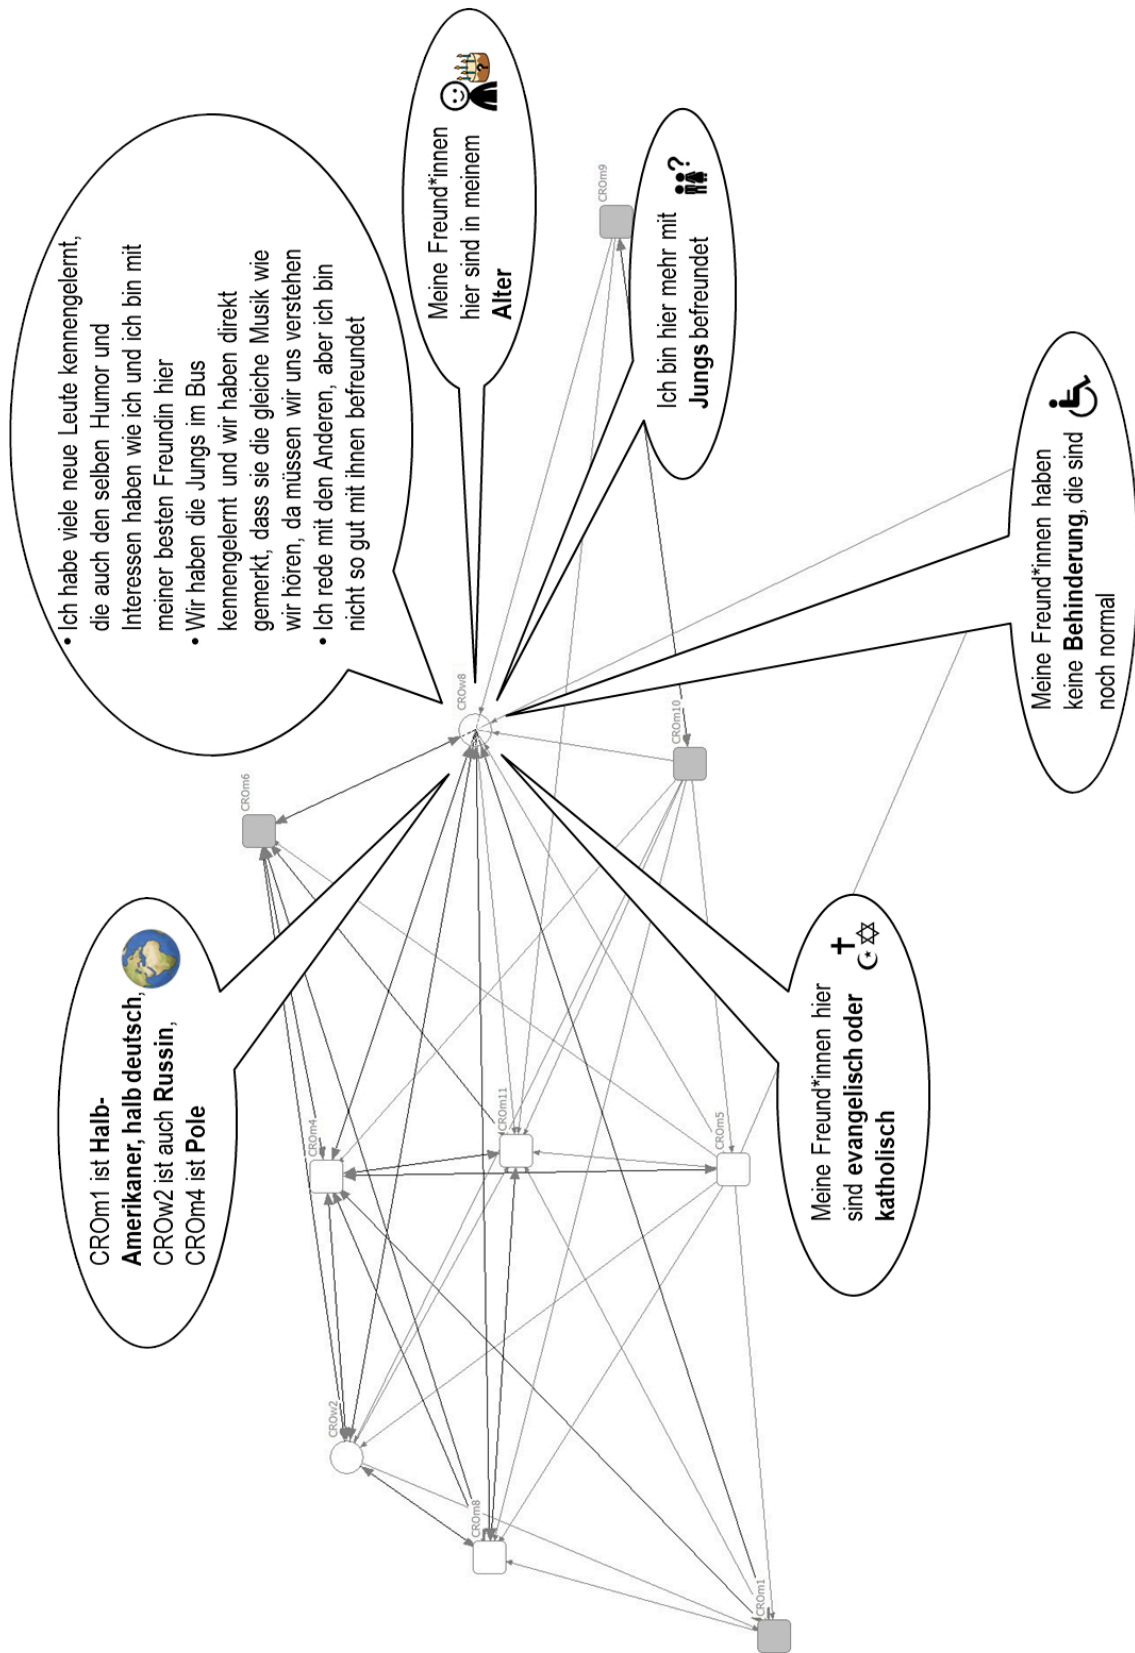 • Ich habe viele neue Leute kennengelernt,
die auch den selben Humor und
Interessen haben wie ich und ich bin mit
meiner besten Freundin hier
• Wir haben die Jungs im Bus
kennengelernt und wir haben direkt
gemerkt, dass sie die gleiche Musik wie
wir hören, da müssen wir uns verstehen
• Ich rede mit den Anderen, aber ich bin
nicht so gut mit ihnen befreundet
Meine Freund*innen
hier sind in meinem
Alter
Ich bin hier mehr mit
Jungs befreundet
Meine Freund*innen haben
keine Behinderung, die sind
noch normal
Meine Freund*innen hier
sind evangelisch oder
katholisch
CROm1 ist Halb-
Amerikaner, halb deutsch,
CROw2 ist auch Russin,
CROm4 ist Pole
CROm6
CROw8
CROm9
CROm10
CROm4
CROm11
CROm5
CROw2
CROm8
CROm1